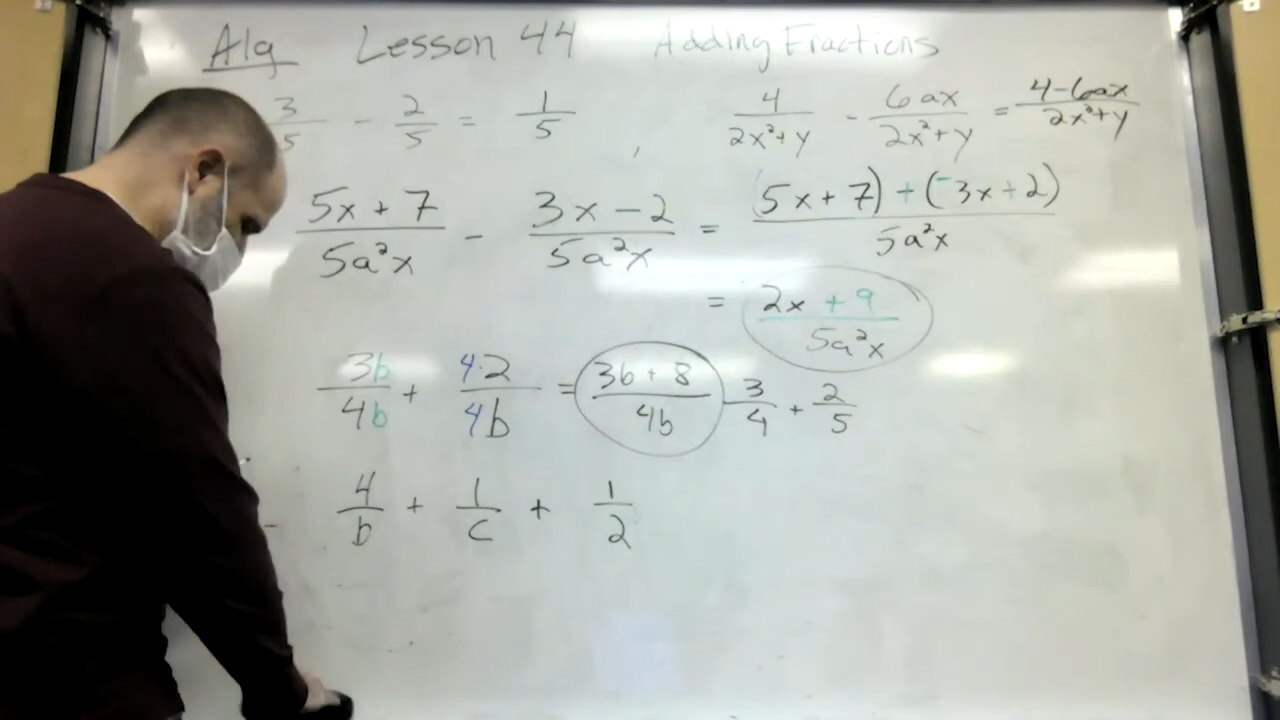 Alg Lesson 44 Adding Fractions
3/5 - 2/5 = 1/5 , 4/(2x²+y) - 6ax/(2x²+y) = (4-6ax)/(2x²+y)
(5x + 7)/(5a²x) - (3x - 2)/(5a²x) = ((5x + 7) + (⁻3x + 2))/(5a²x)
= (2x + 9)/(5a²x)
3b/4b + 4·2/4b = (3b + 8)/4b 3/4 + 2/5
4/b + 1/c + 1/2